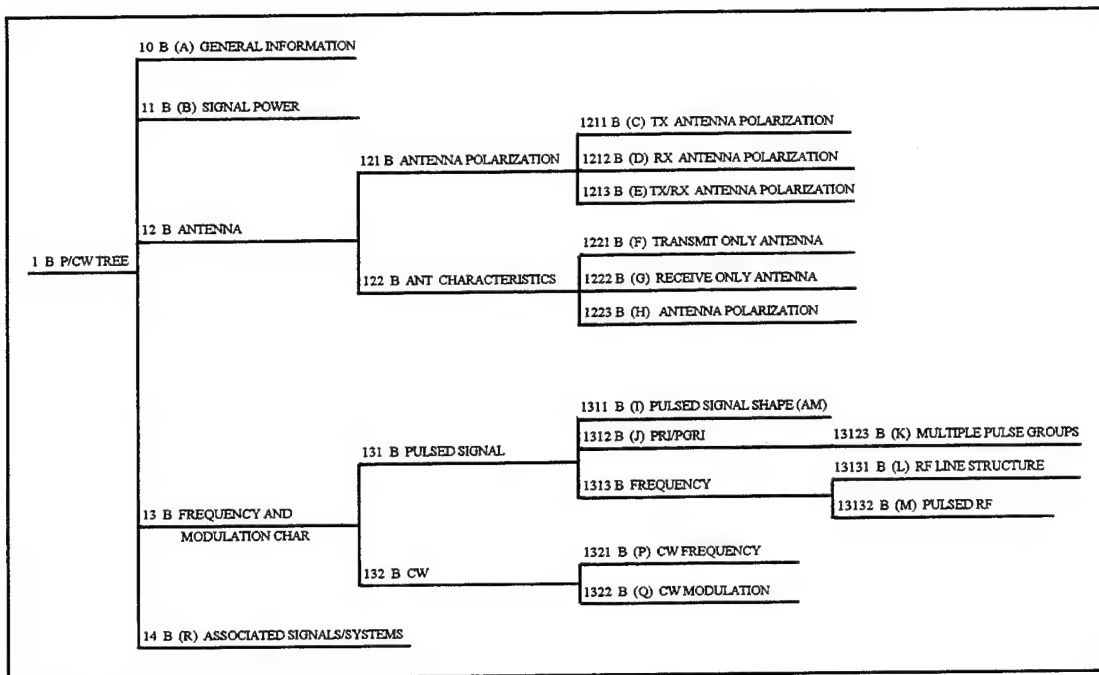 10 B (A) GENERAL INFORMATION
11 B (B) SIGNAL POWER
1211 B (C) TX ANTENNA POLARIZATION
121 B ANTENNA POLARIZATION
1212 B (D) RX ANTENNA POLARIZATION
1213 B (E) TX/RX ANTENNA POLARIZATION
12 B ANTENNA
1221 B (F) TRANSMIT ONLY ANTENNA
1 B P/CW TREE
122 B ANT CHARACTERISTICS
1222 B (G) RECEIVE ONLY ANTENNA
1223 B (H) ANTENNA POLARIZATION
1311 B (I) PULSED SIGNAL SHAPE (AM)
1312 B (J) PRI/PGRI
13123 B (K) MULTIPLE PULSE GROUPS
131 B PULSED SIGNAL
13131 B (L) RF LINE STRUCTURE
1313 B FREQUENCY
13132 B (M) PULSED RF
13 B FREQUENCY AND
MODULATION CHAR
1321 B (P) CW FREQUENCY
132 B CW
1322 B (Q) CW MODULATION
14 B (R) ASSOCIATED SIGNALS/SYSTEMS